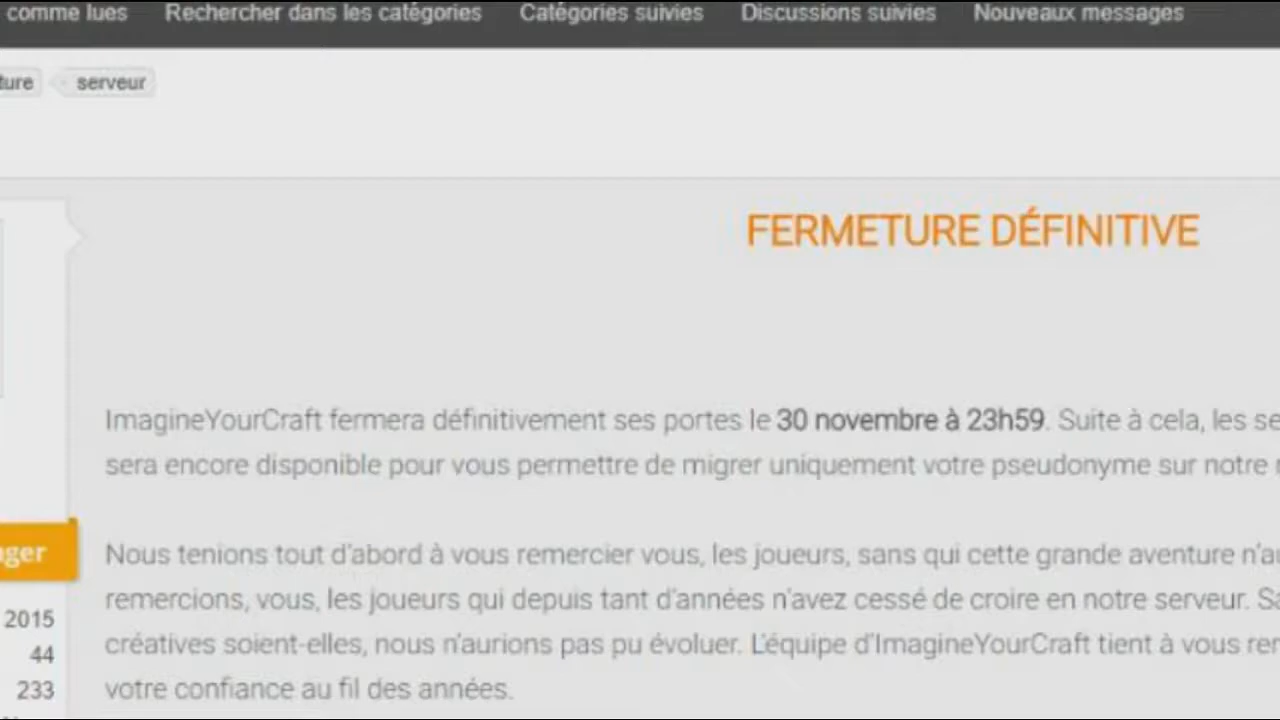 comme lues Rechercher dans les catégories Catégories suivies Discussions suivies Nouveaux messages
serveur
FERMETURE DÉFINITIVE
ImagineYourCraft fermera définitivement ses portes le 30 novembre à 23h59. Suite à cela, les
sera encore disponible pour vous permettre de migrer uniquement votre pseudonyme sur notre
Nous tenions tout d'abord à vous remercier vous, les joueurs, sans qui cette grande aventure
remercions, vous, les joueurs qui depuis tant d'années n'avez cessé de croire en notre serveur.
2015
créatives soient-elles, nous n'aurions pas pu évoluer. L'équipe d'ImagineYourCraft tient à vous
44
votre confiance au fil des années.
233